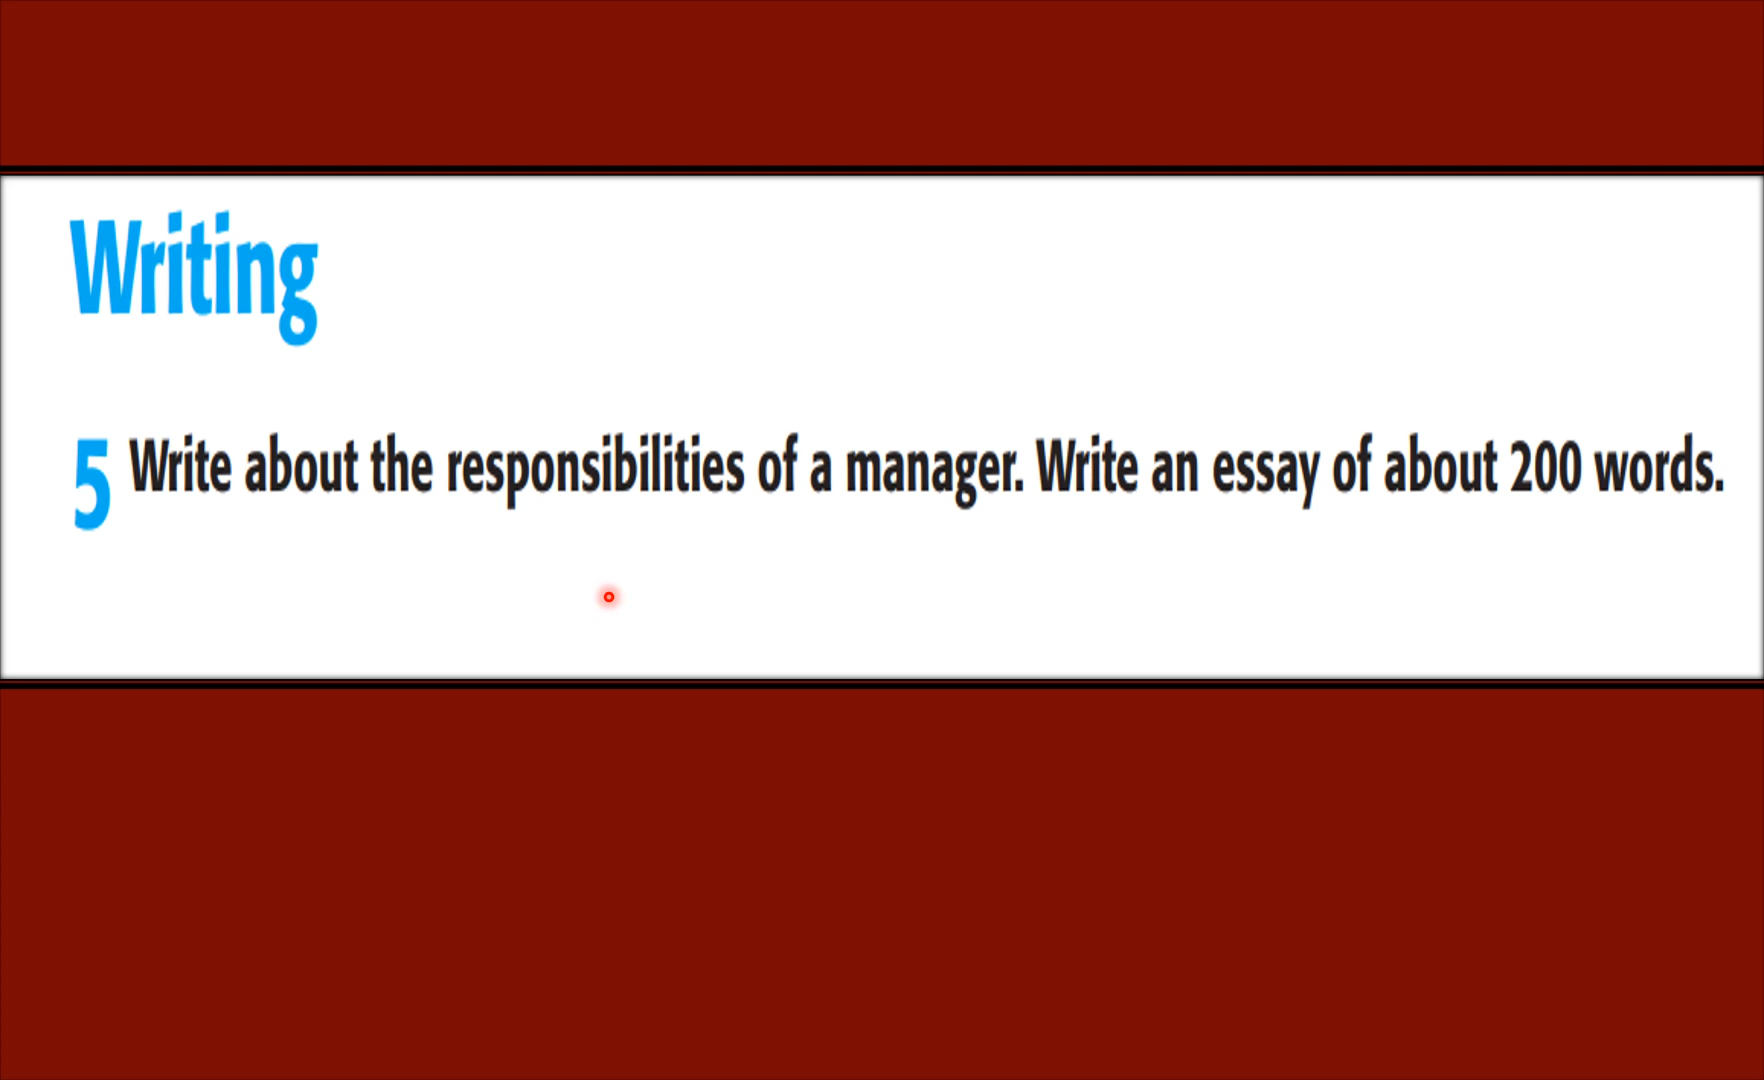 Writing
5 Write about the responsibilities of a manager. Write an essay of about 200 words.